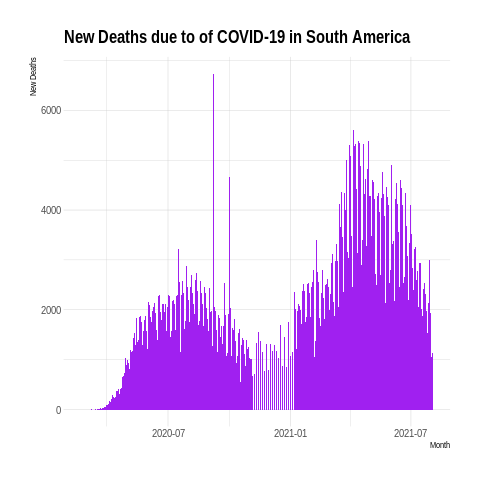 New Deaths due to of COVID-19 in South America
New Deaths
6000
4000
2000
0
2020-07
2021-01
2021-07
Month